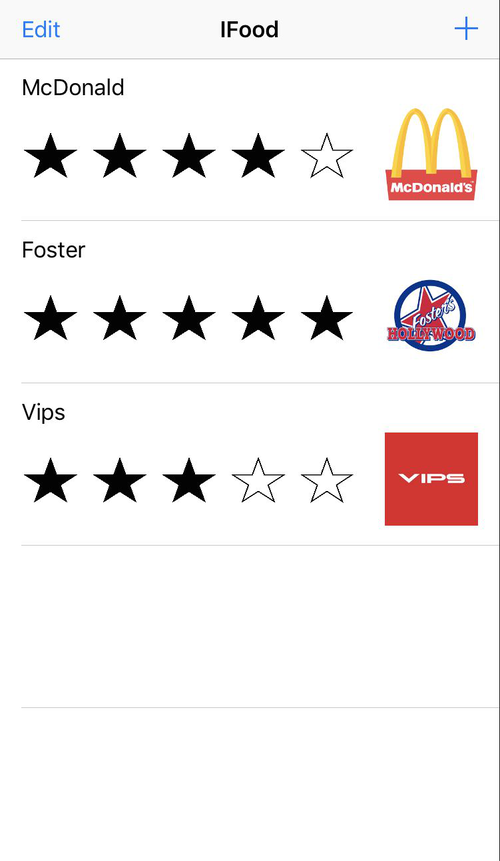 Edit IFood +
McDonald
McDonald's
Foster
Foster's
HOLLYWOOD
Vips
VIPS